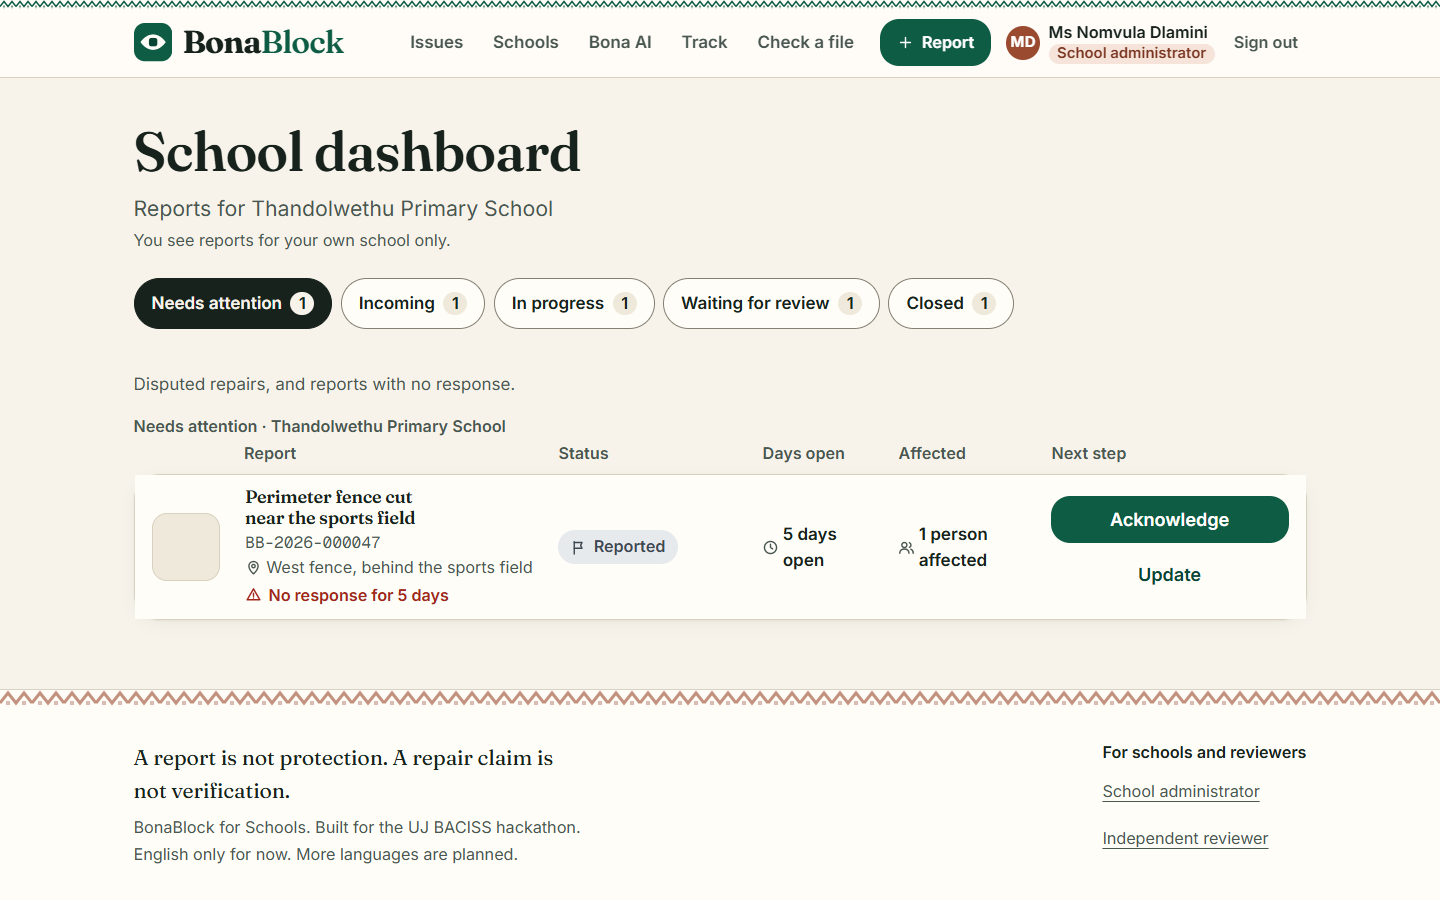 BonaBlock
Issues
Schools
Bona AI
Track
Check a file
+ Report
MD
Ms Nomvula Dlamini
School administrator
Sign out
School dashboard
Reports for Thandolwethu Primary School
You see reports for your own school only.
Needs attention 1
Incoming 1
In progress 1
Waiting for review 1
Closed 1
Disputed repairs, and reports with no response.
Needs attention · Thandolwethu Primary School
Report
Status
Days open
Affected
Next step
Perimeter fence cut
near the sports field
BB-2026-000047
West fence, behind the sports field
No response for 5 days
Reported
5 days
open
1 person
affected
Acknowledge
Update
A report is not protection. A repair claim is
not verification.
BonaBlock for Schools. Built for the UJ BACISS hackathon.
English only for now. More languages are planned.
For schools and reviewers
School administrator
Independent reviewer